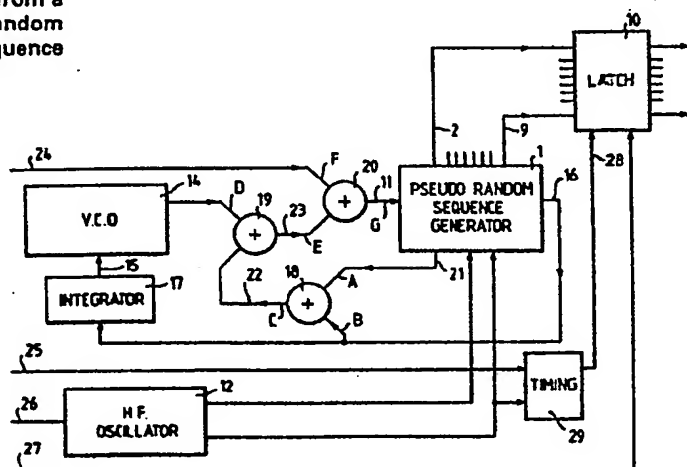 from a
andom
quence
10
LATCH
2
9
28
24
F
20
11
1
16
14
D
19
G
PSEUDO RANDOM
SEQUENCE
GENERATOR
V.C.O
23
E
15
17
22
18
A
21
INTEGRATOR
C
B
25
12
TIMING
26
H.F.
OSCILLATOR
29
27